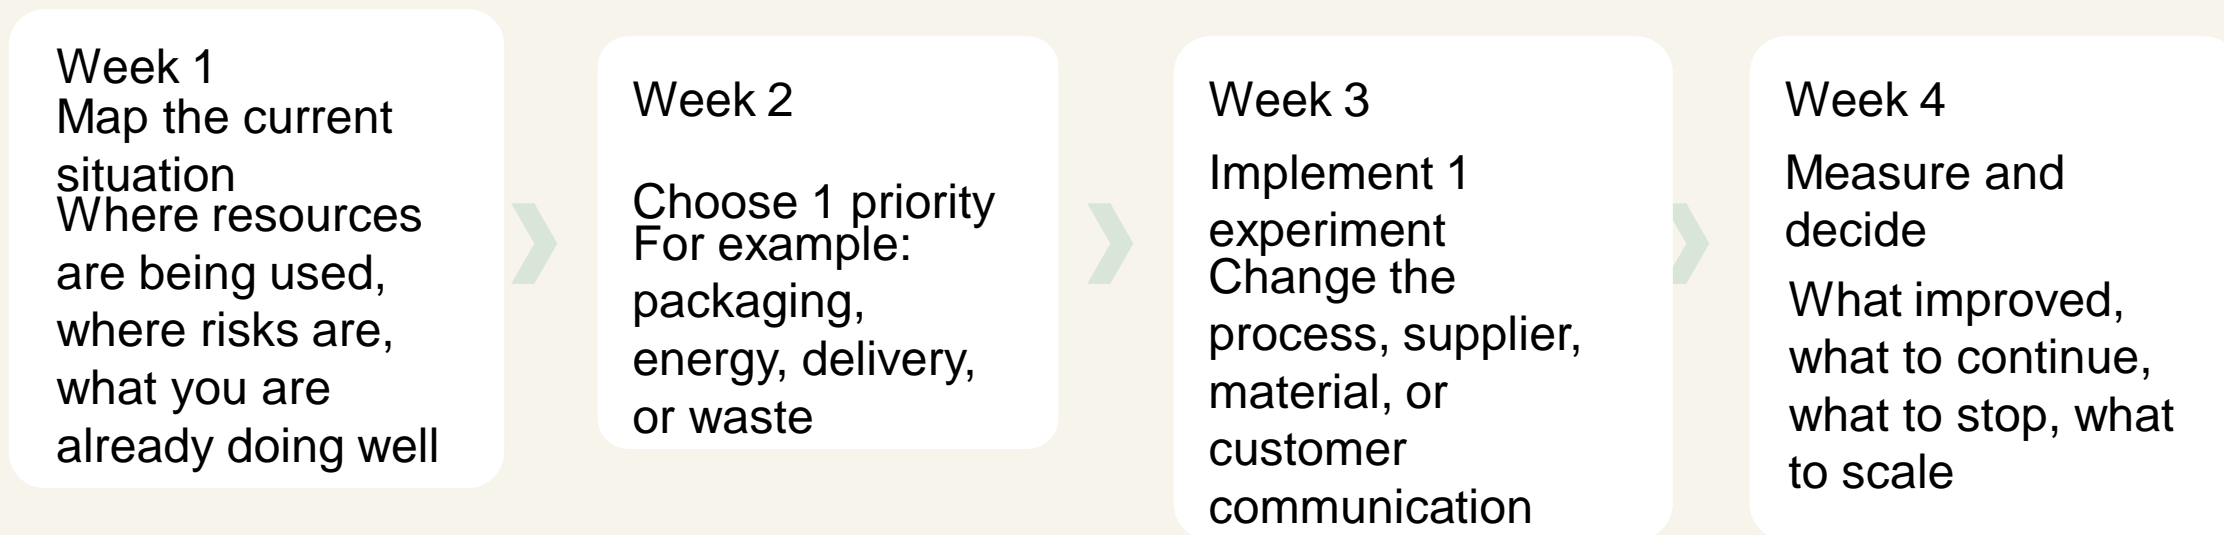 Week 1
Map the current
situation
Where resources
are being used,
where risks are,
what you are
already doing well
Week 2
Choose 1 priority
For example:
packaging,
energy, delivery,
or waste
Week 3
Implement 1
experiment
Change the
process, supplier,
material, or
customer
communication
Week 4
Measure and
decide
What improved,
what to continue,
what to stop, what
to scale